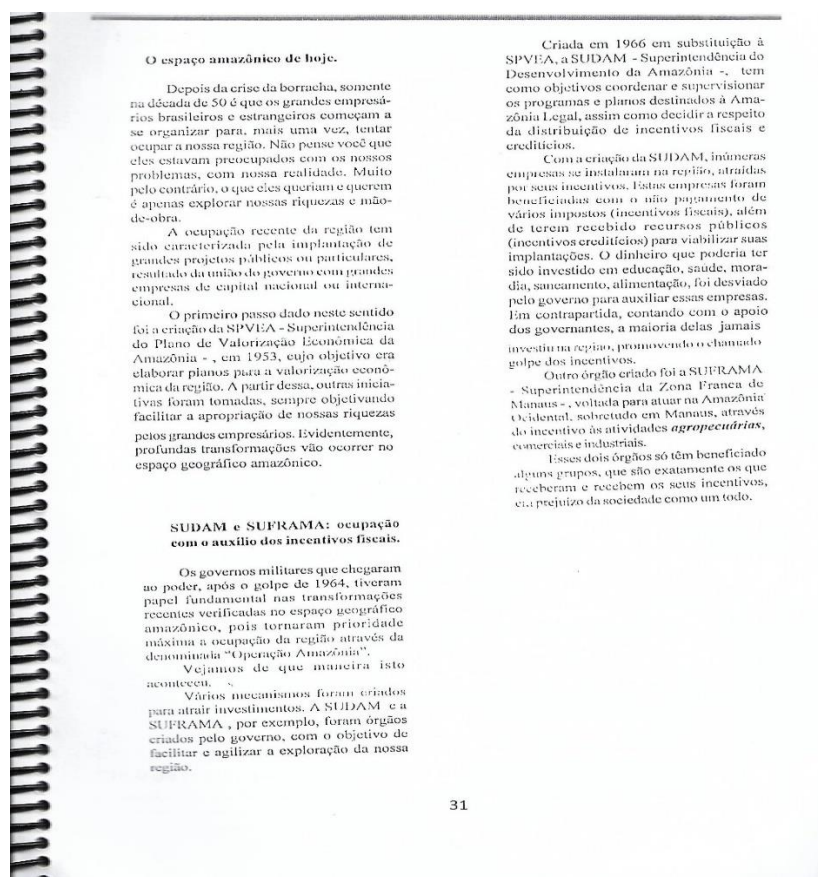 O espaço amazônico de hoje.
Depois da crise da borracha, somente
na década de 50 é que os grandes empresá-
rios brasileiros e estrangeiros começam a
se organizar para, mais uma vez, tentar
ocupar a nossa região. Não pense você que
eles estavam preocupados com os nossos
problemas, com nossa realidade. Muito
pelo contrário, o que eles queriam e querem
é apenas explorar nossas riquezas e mão-
de-obra.
A ocupação recente da região tem
sido caracterizada pela implantação de
grandes projetos públicos ou particulares,
resultado da união do governo com grandes
empresas de capital nacional ou interna-
cional.
O primeiro passo dado neste sentido
foi a criação da SPVEA - Superintendência
do Plano de Valorização Econômica da
Amazônia - , em 1953, cujo objetivo era
elaborar planos para a valorização econô-
mica da região. A partir dessa, outras inicia-
tivas foram tomadas, sempre objetivando
facilitar a apropriação de nossas riquezas
pelos grandes empresários. Evidentemente,
profundas transformações vão ocorrer no
espaço geográfico amazônico.
SUDAM e SUFRAMA: ocupação
com o auxílio dos incentivos fiscais.
Os governos militares que chegaram
ao poder, após o golpe de 1964, tiveram
papel fundamental nas transformações
recentes verificadas no espaço geográfico
amazônico, pois tornaram prioridade
máxima a ocupação da região através da
denominada "Operação Amazônia".
Vejamos de que maneira isto
aconteceu.
Vários mecanismos foram criados
para atrair investimentos. A SUDAM e a
SUFRAMA , por exemplo, foram órgãos
criados pelo governo, com o objetivo de
facilitar e agilizar a exploração da nossa
região.
Criada em 1966 em substituição à
SPVEA, a SUDAM - Superintendência do
Desenvolvimento da Amazônia -, tem
como objetivos coordenar e supervisionar
os programas e planos destinados à Ama-
zônia Legal, assim como decidir a respeito
da distribuição de incentivos fiscais e
creditícios.
Com a criação da SUDAM, inúmeras
empresas se instalaram na região, atraídas
por seus incentivos. Estas empresas foram
beneficiadas com o não pagamento de
vários impostos (incentivos fiscais), além
de terem recebido recursos públicos
(incentivos creditícios) para viabilizar suas
implantações. O dinheiro que poderia ter
sido investido em educação, saúde, mora-
dia, saneamento, alimentação, foi desviado
pelo governo para auxiliar essas empresas.
Em contrapartida, contando com o apoio
dos governantes, a maioria delas jamais
investiu na região, promovendo o chamado
golpe dos incentivos.
Outro órgão criado foi a SUFRAMA
- Superintendência da Zona Franca de
Manaus - , voltada para atuar na Amazônia
Ocidental, sobretudo em Manaus, através
do incentivo às atividades agropecuárias,
comerciais e industriais.
Esses dois órgãos só têm beneficiado
alguns grupos, que são exatamente os que
receberam e recebem os seus incentivos,
em prejuízo da sociedade como um todo.
31